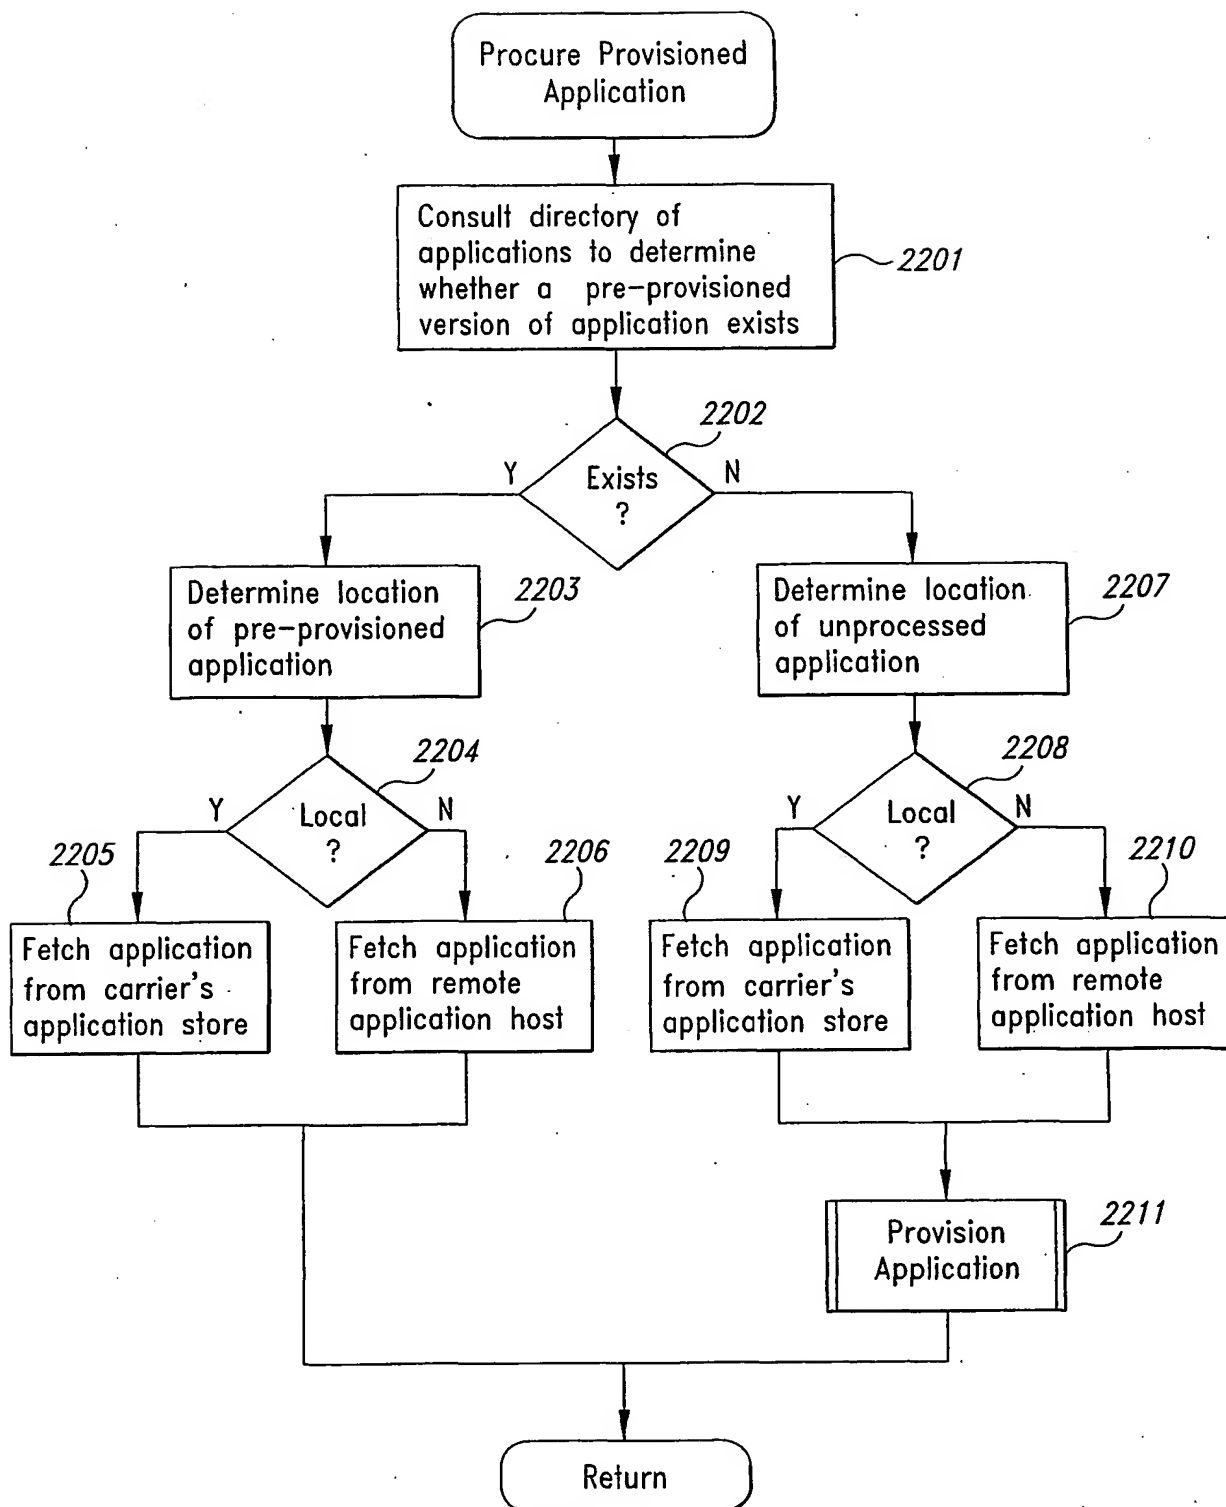 Procure Provisioned
Application
Consult directory of
applications to determine
whether a pre-provisioned
version of application exists
2201
2202
Y
Exists
?
N
Determine location
of pre-provisioned
application
2203
Determine location
of unprocessed
application
2207
2204
Y
Local
?
N
2208
Y
Local
?
N
2205
Fetch application
from carrier's
application store
2206
Fetch application
from remote
application host
2209
Fetch application
from carrier's
application store
2210
Fetch application
from remote
application host
Provision
Application
2211
Return